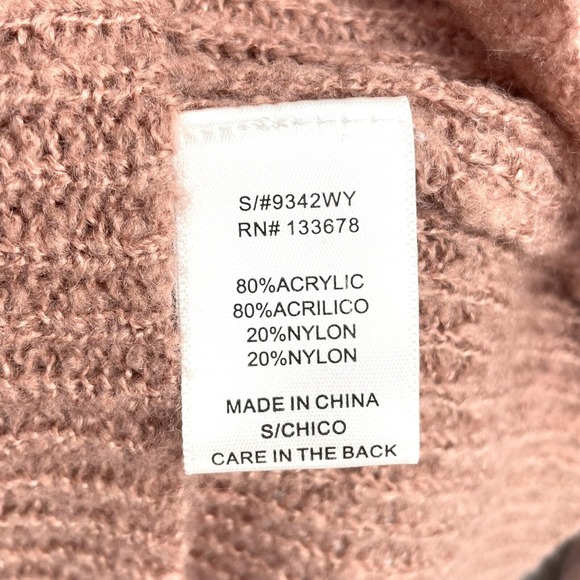 S/#9342WY
RN# 133678
80%ACRYLIC
80%ACRILICO
20%NYLON
20%NYLON
MADE IN CHINA
S/CHICO
CARE IN THE BACK